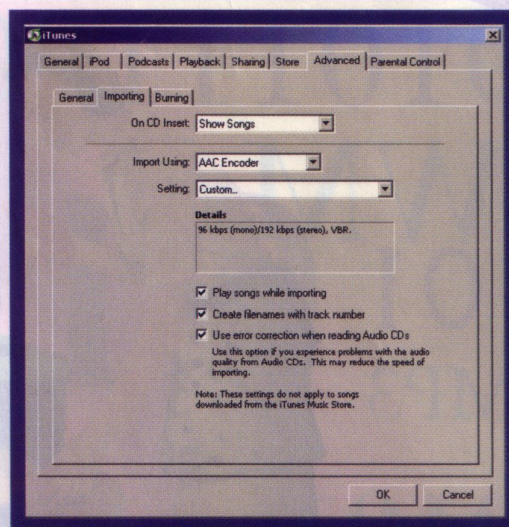 iTunes
General iPod Podcasts Playback Sharing Store Advanced Parental Control
General Importing Burning
On CD Insert: Show Songs
Import Using: AAC Encoder
Setting: Custom...
Details
96 kbps (mono)/192 kbps (stereo), VBR.
Play songs while importing
Create filenames with track number
Use error correction when reading Audio CDs
Use this option if you experience problems with the audio
quality from Audio CDs. This may reduce the speed of
importing.
Note: These settings do not apply to songs
downloaded from the iTunes Music Store.
OK Cancel